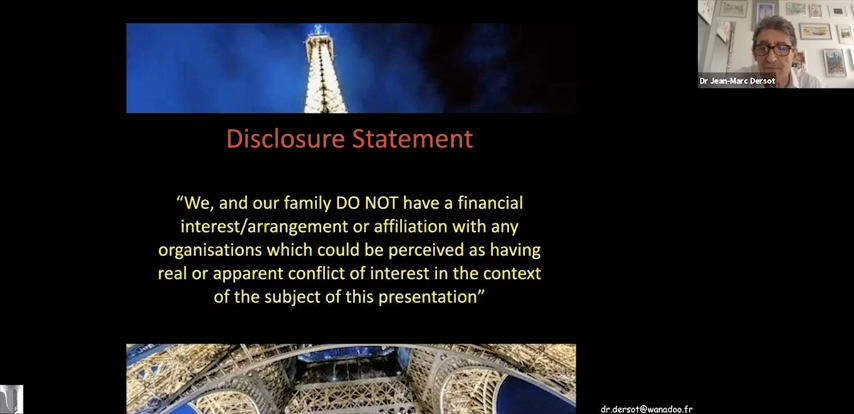 Dr Jean-Marc Dersot
Disclosure Statement
“We, and our family DO NOT have a financial
interest/arrangement or affiliation with any
organisations which could be perceived as having
real or apparent conflict of interest in the context
of the subject of this presentation”
dr.dersot@wanadoo.fr